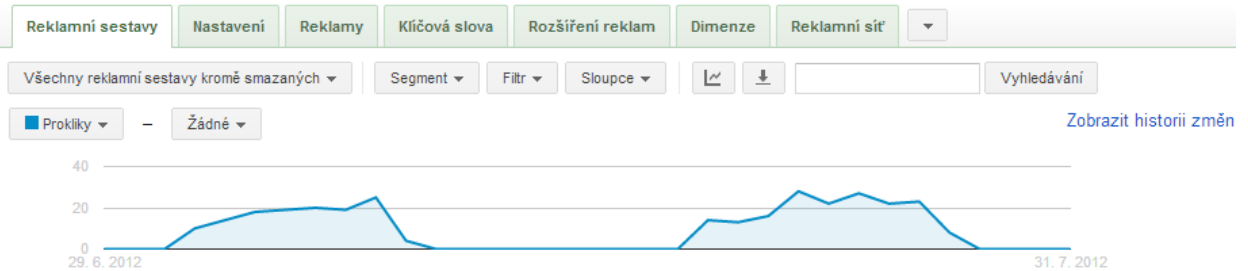 Reklamní sestavy Nastavení Reklamy Klíčová slova Rozšíření reklam Dimenze Reklamní síť
Všechny reklamní sestavy kromě smazaných Segment Filtr Sloupce Vyhledávání
Prokliky – Žádné Zobrazit historii změn
40
20
0
29. 6. 2012 31. 7. 2012